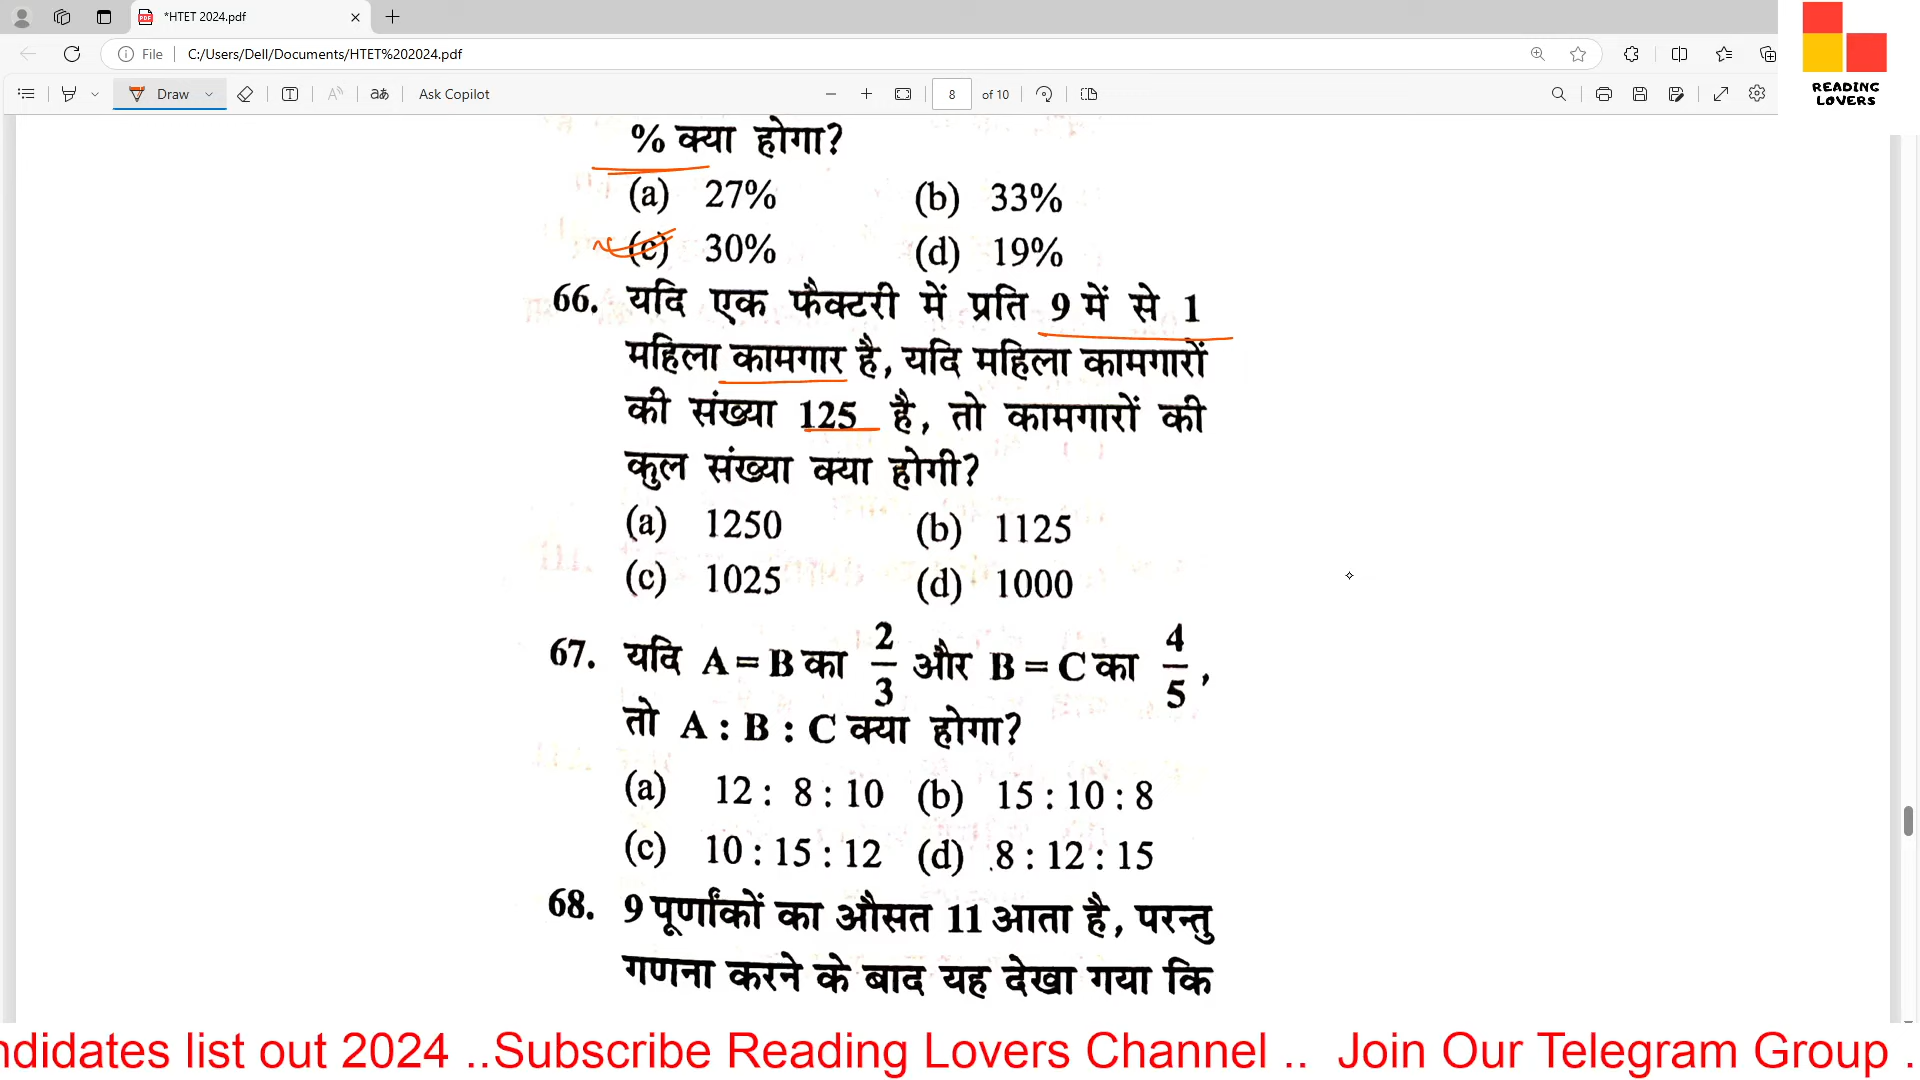 *HTET 2024.pdf
File C:/Users/Dell/Documents/HTET%202024.pdf
READING
LOVERS
Draw Ask Copilot 8 of 10
% क्या होगा?
(a) 27% (b) 33%
(c) 30% (d) 19%
66. यदि एक फैक्टरी में प्रति 9 में से 1
महिला कामगार है, यदि महिला कामगारों
की संख्या 125 है, तो कामगारों की
कुल संख्या क्या होगी?
(a) 1250 (b) 1125
(c) 1025 (d) 1000
67. यदि A = B का 2/3 और B = C का 4/5,
तो A : B : C क्या होगा?
(a) 12 : 8 : 10 (b) 15 : 10 : 8
(c) 10 : 15 : 12 (d) 8 : 12 : 15
68. 9 पूर्णांकों का औसत 11 आता है, परन्तु
गणना करने के बाद यह देखा गया कि
ndidates list out 2024 ..Subscribe Reading Lovers Channel .. Join Our Telegram Group .